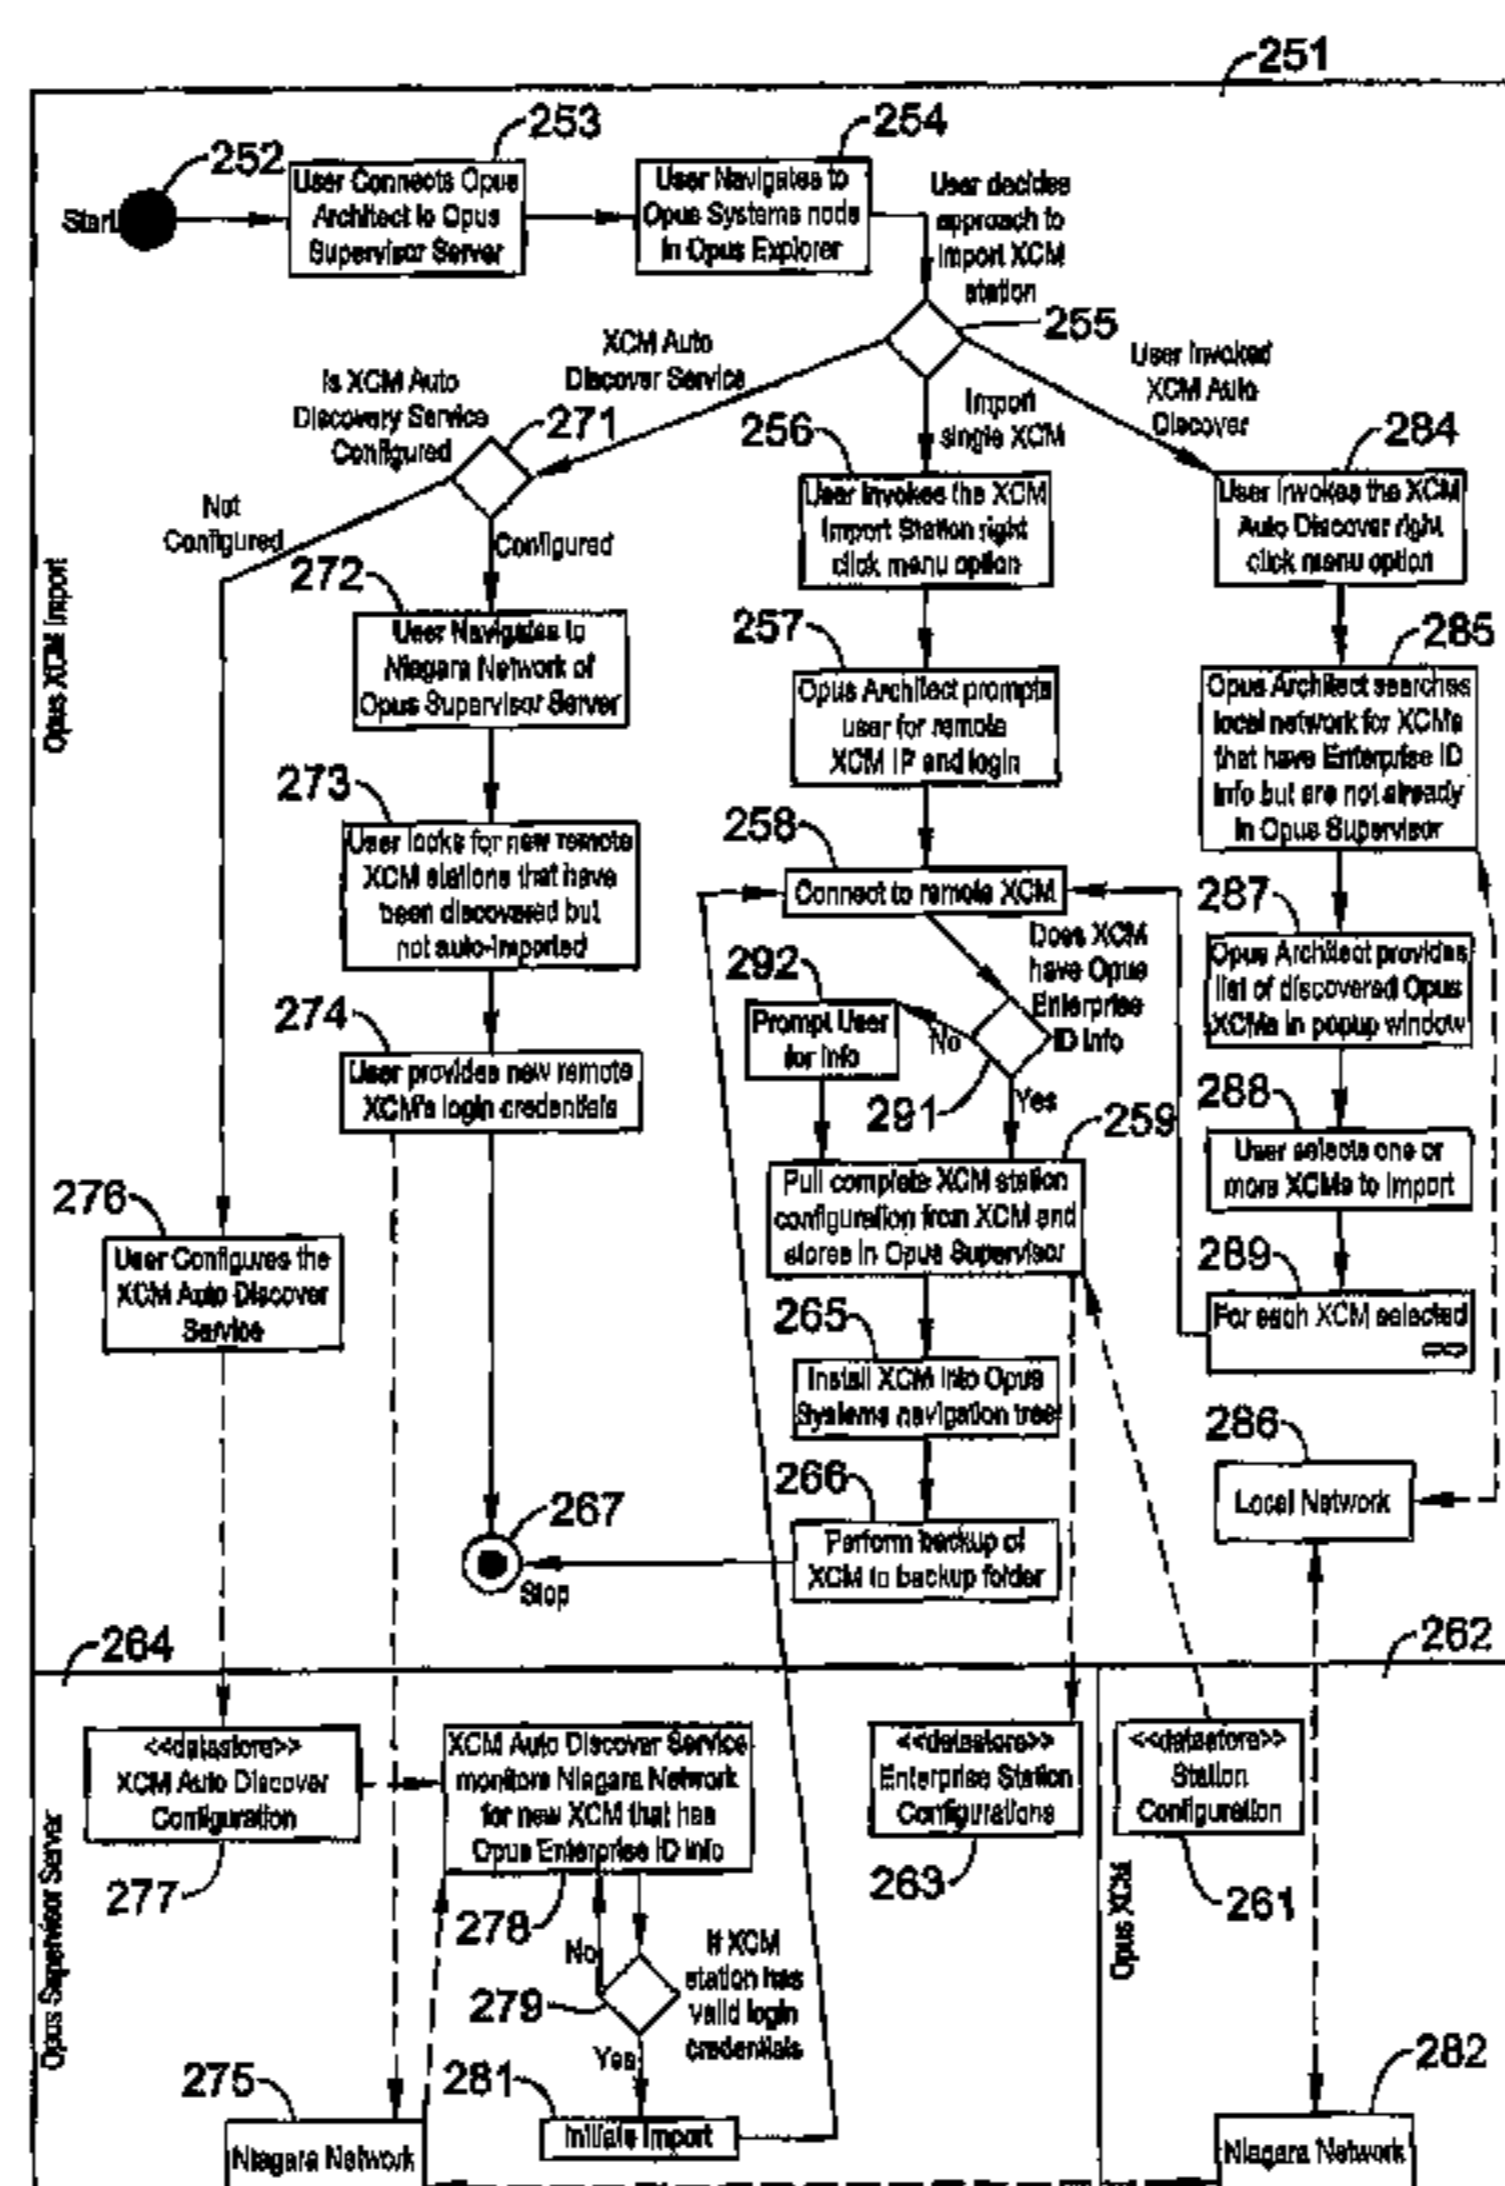 251
252
253
254
Start
User Connects Opus
Architect to Opus
Supervisor Server
User Navigates to
Opus Systems node
in Opus Explorer
User decides
approach to
import XCM
station
255
XCM Auto
Discover Service
User Invoked
XCM Auto
Discover
Is XCM Auto
Discovery Service
Configured
271
Import
single XCM
256
284
Not
Configured
Configured
User Invokes the XCM
Import Station right
click menu option
User Invokes the XCM
Auto Discover right
click menu option
272
User Navigates to
Niagara Network of
Opus Supervisor Server
257
Opus Architect prompts
user for remote
XCM IP and login
285
Opus Architect searches
local network for XCMs
that have Enterprise ID
info but are not already
in Opus Supervisor
Opus XCM Import
273
User looks for new remote
XCM stations that have
been discovered but
not auto-imported
258
Connect to remote XCM
287
Opus Architect provides
list of discovered Opus
XCMs in popup window
Does XCM
have Opus
Enterprise
ID Info
292
Prompt User
for Info
No
291
Yes
274
User provides new remote
XCM's login credentials
259
Pull complete XCM station
configuration from XCM and
stores in Opus Supervisor
288
User selects one or
more XCMs to import
276
User Configures the
XCM Auto Discover
Service
289
For each XCM selected
265
Install XCM into Opus
Systems navigation tree
286
Local Network
266
Perform backup of
XCM to backup folder
267
Stop
264
262
<<datastore>>
XCM Auto Discover
Configuration
277
XCM Auto Discover Service
monitors Niagara Network
for new XCM that has
Opus Enterprise ID info
278
<<datastore>>
Enterprise Station
Configurations
263
<<datastore>>
Station
Configuration
261
Opus Supervisor Server
Opus XCM
No
279
If XCM
station has
valid login
credentials
Yes
275
Niagara Network
281
Initiate Import
282
Niagara Network